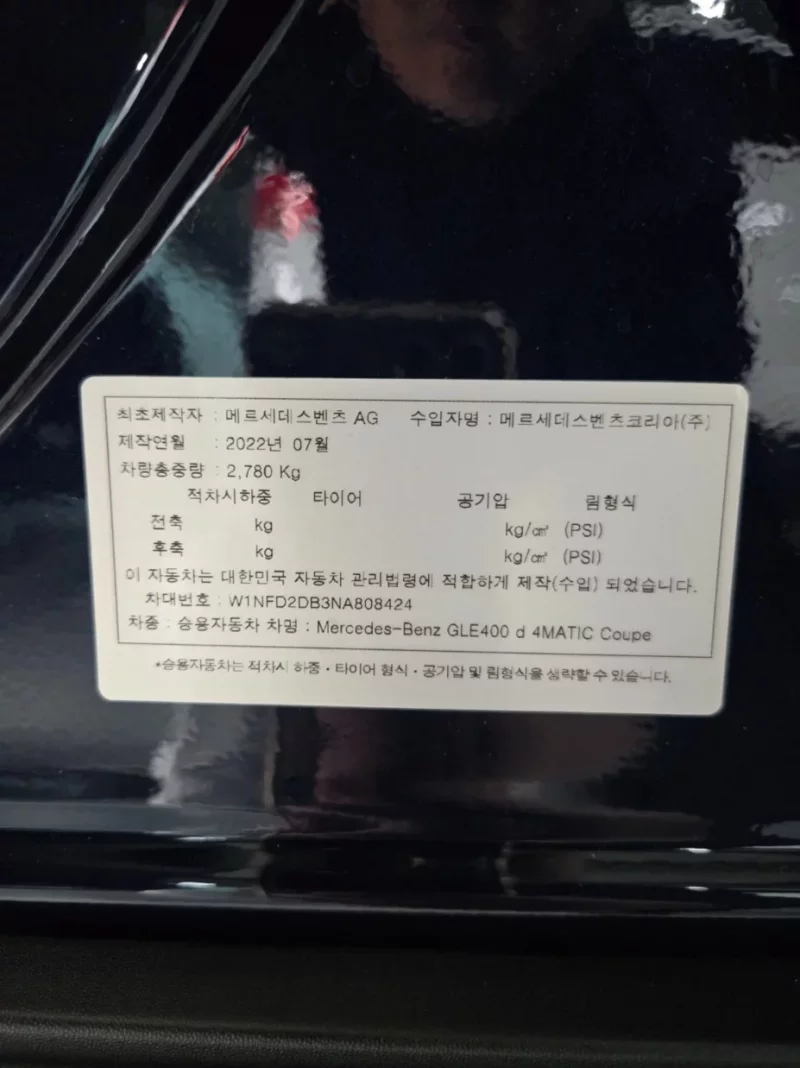 최초제작자 : 메르세데스벤츠 AG 수입자명 : 메르세데스벤츠코리아(주)
제작연월 : 2022년 07월
차량총중량 : 2,780 Kg
적차시하중 타이어 공기압 림형식
전축 kg kg/㎠ (PSI)
후축 kg kg/㎠ (PSI)
이 자동차는 대한민국 자동차 관리법령에 적합하게 제작(수입) 되었습니다.
차대번호 : W1NFD2DB3NA808424
차종 : 승용자동차 차명 : Mercedes-Benz GLE400 d 4MATIC Coupe
*승용자동차는 적차시 하중・타이어 형식・공기압 및 림형식을 생략할 수 있습니다.